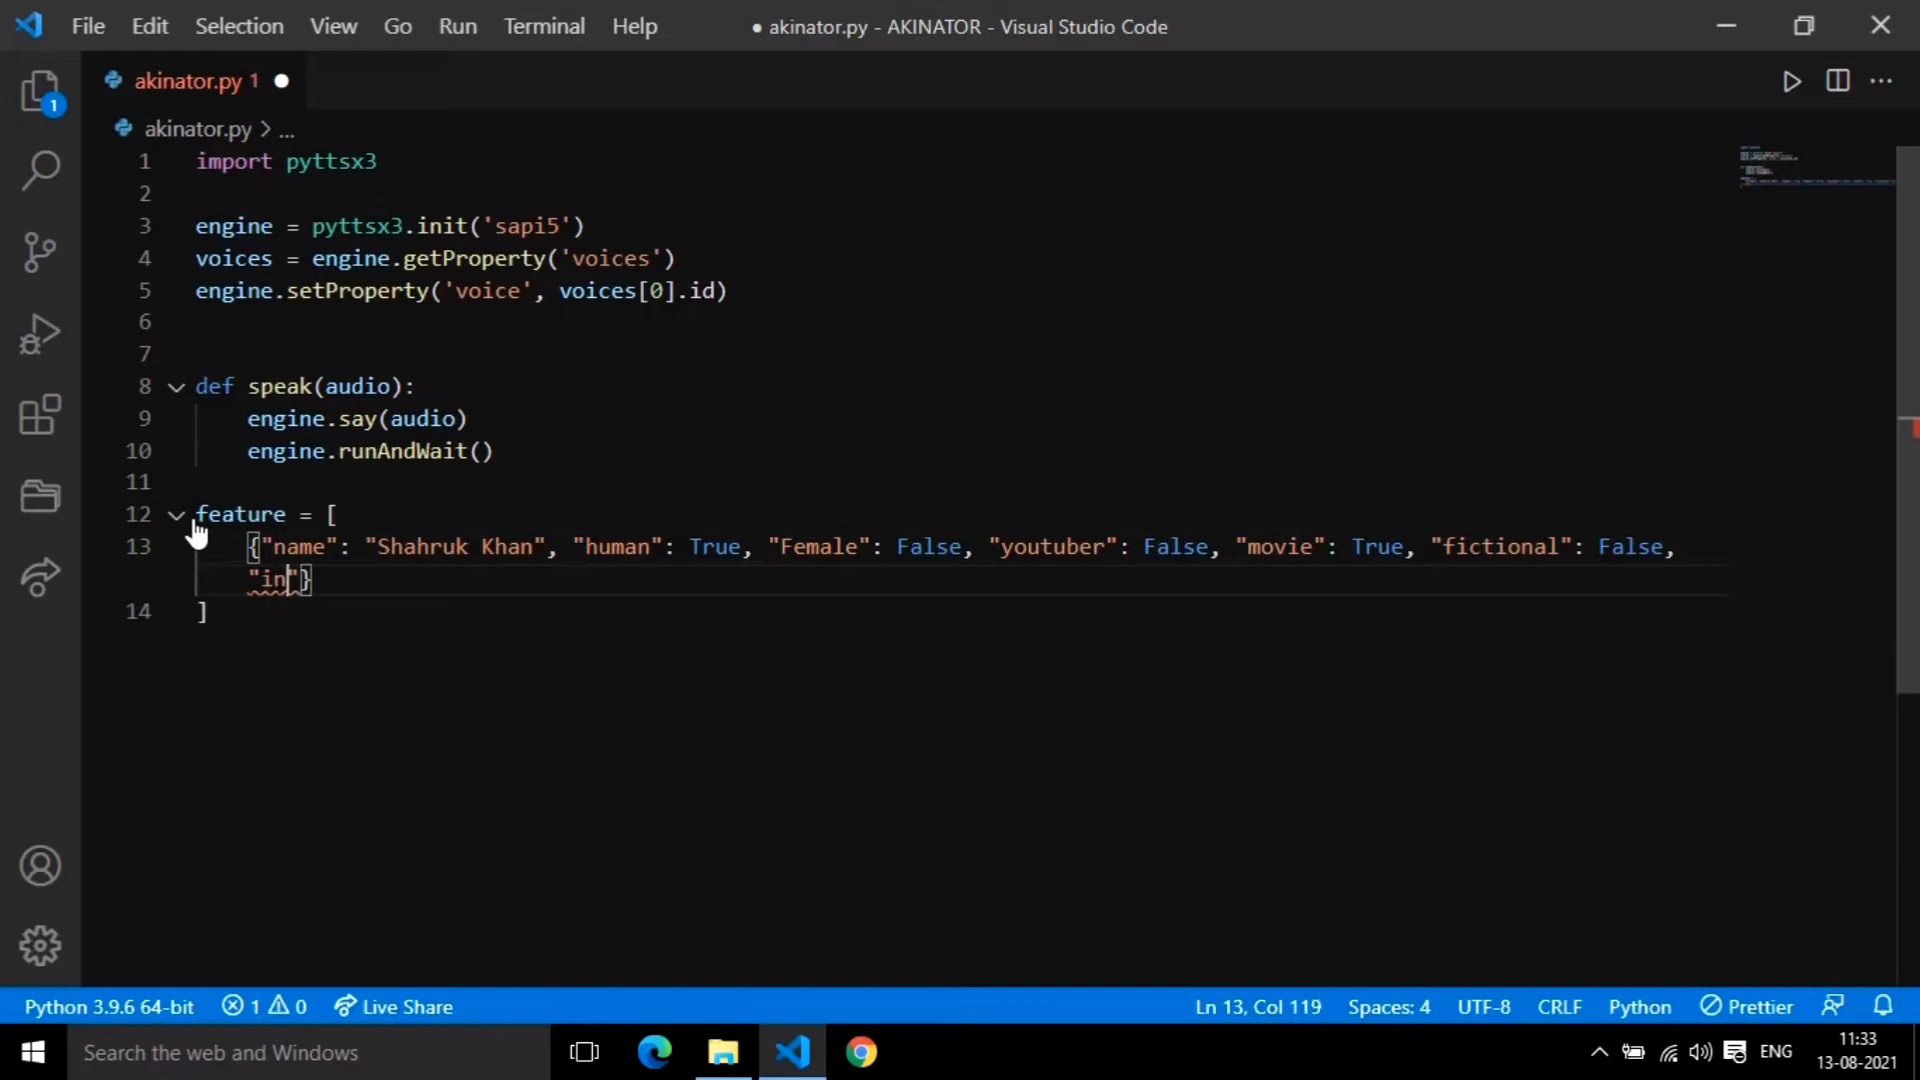 File Edit Selection View Go Run Terminal Help ● akinator.py - AKINATOR - Visual Studio Code
akinator.py 1 ●
akinator.py > ...
1
1 import pyttsx3
2
3 engine = pyttsx3.init('sapi5')
4 voices = engine.getProperty('voices')
5 engine.setProperty('voice', voices[0].id)
6
7
8 def speak(audio):
9 engine.say(audio)
10 engine.runAndWait()
11
12 feature = [
13 {"name": "Shahruk Khan", "human": True, "Female": False, "youtuber": False, "movie": True, "fictional": False,
"in"}
14 ]
Python 3.9.6 64-bit 1 0 Live Share Ln 13, Col 119 Spaces: 4 UTF-8 CRLF Python Prettier
Search the web and Windows ENG 11:33
13-08-2021